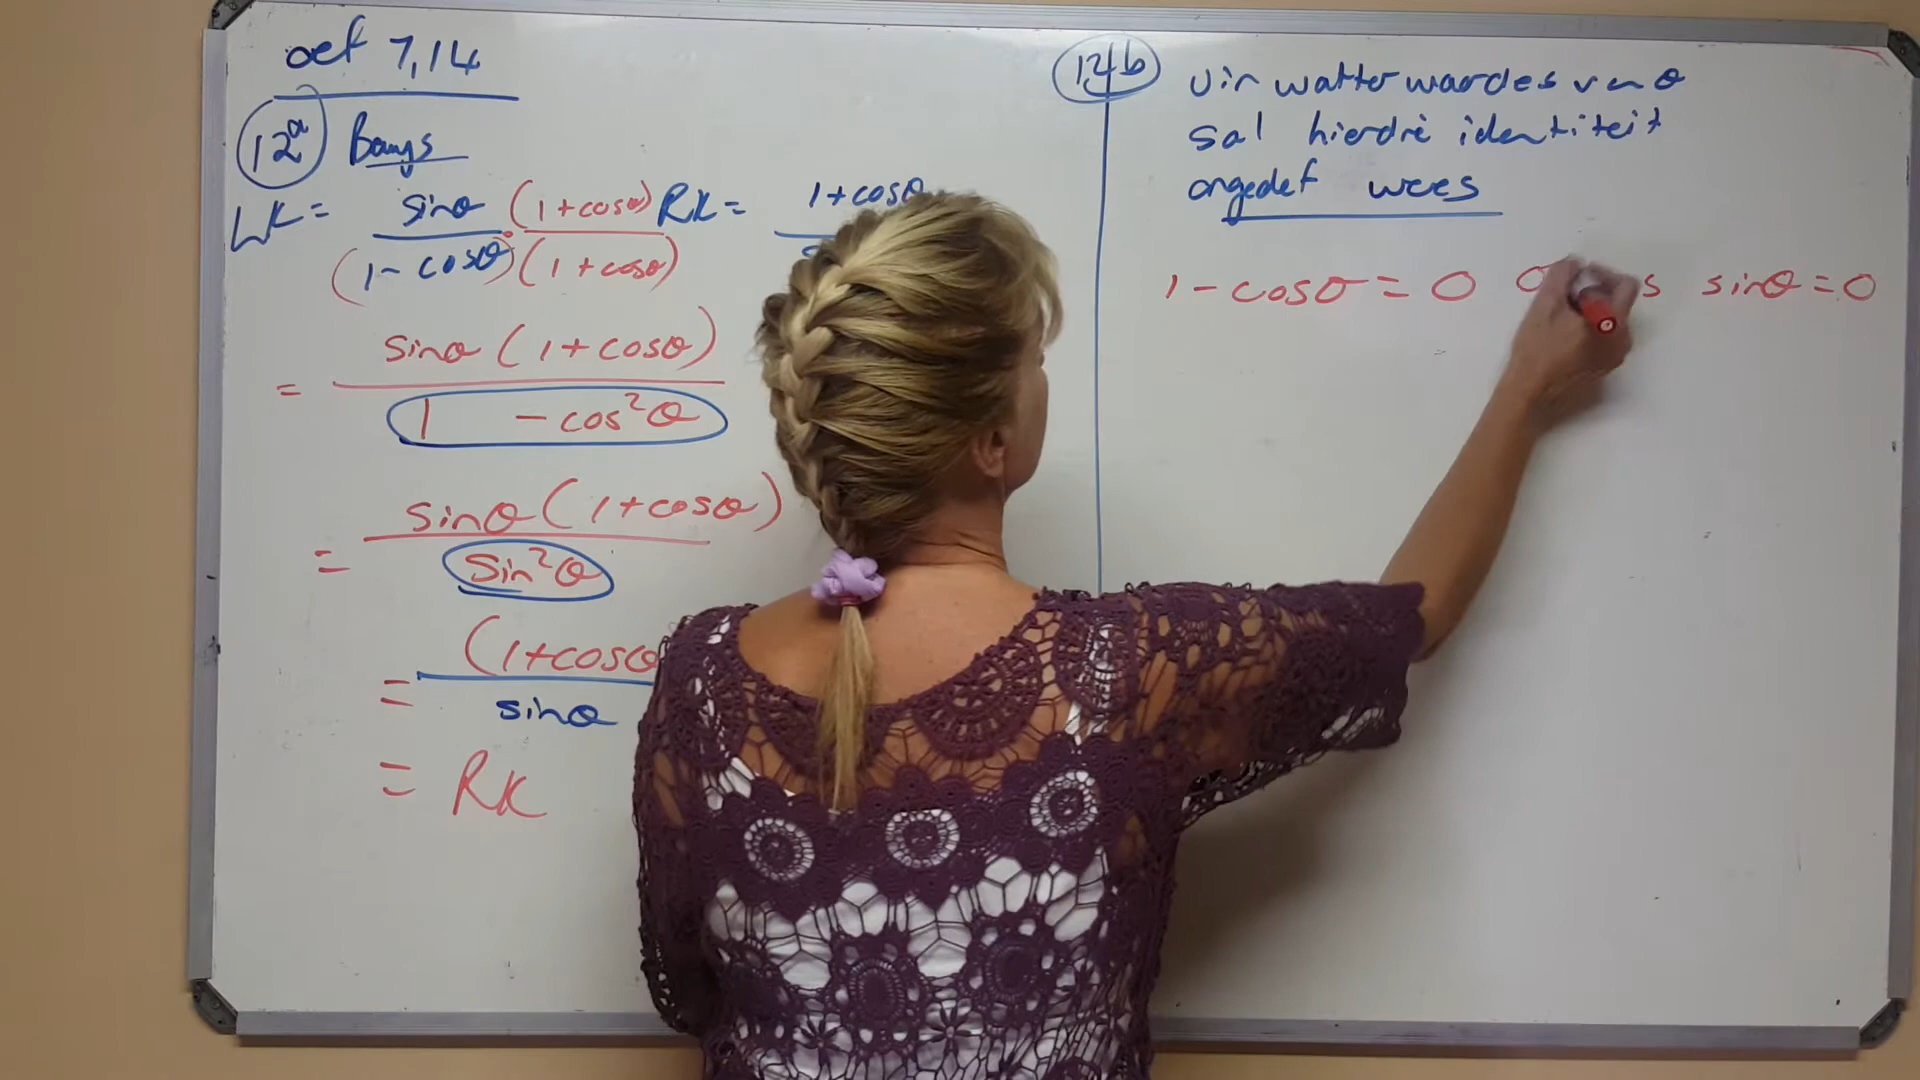 oef 7,14
12a Bewys
LK = sinθ/(1-cosθ) · (1+cosθ)/(1+cosθ) RK = 1+cosθ
= sinθ(1+cosθ)/1 - cos²θ
= sinθ(1+cosθ)/sin²θ
= (1+cosθ/sinθ
= RK
12b Vir watter waardes van θ
sal hierdie identiteit
ongedef wees
1-cosθ = 0 sinθ = 0